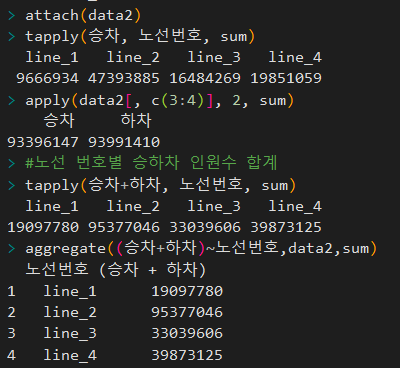 > attach(data2)
> tapply(승차, 노선번호, sum)
line_1 line_2 line_3 line_4
9666934 47393885 16484269 19851059
> apply(data2[, c(3:4)], 2, sum)
승차 하차
93396147 93991410
> #노선 번호별 승하차 인원수 합계
> tapply(승차+하차, 노선번호, sum)
line_1 line_2 line_3 line_4
19097780 95377046 33039606 39873125
> aggregate((승차+하차)~노선번호,data2,sum)
노선번호 (승차 + 하차)
1 line_1 19097780
2 line_2 95377046
3 line_3 33039606
4 line_4 39873125